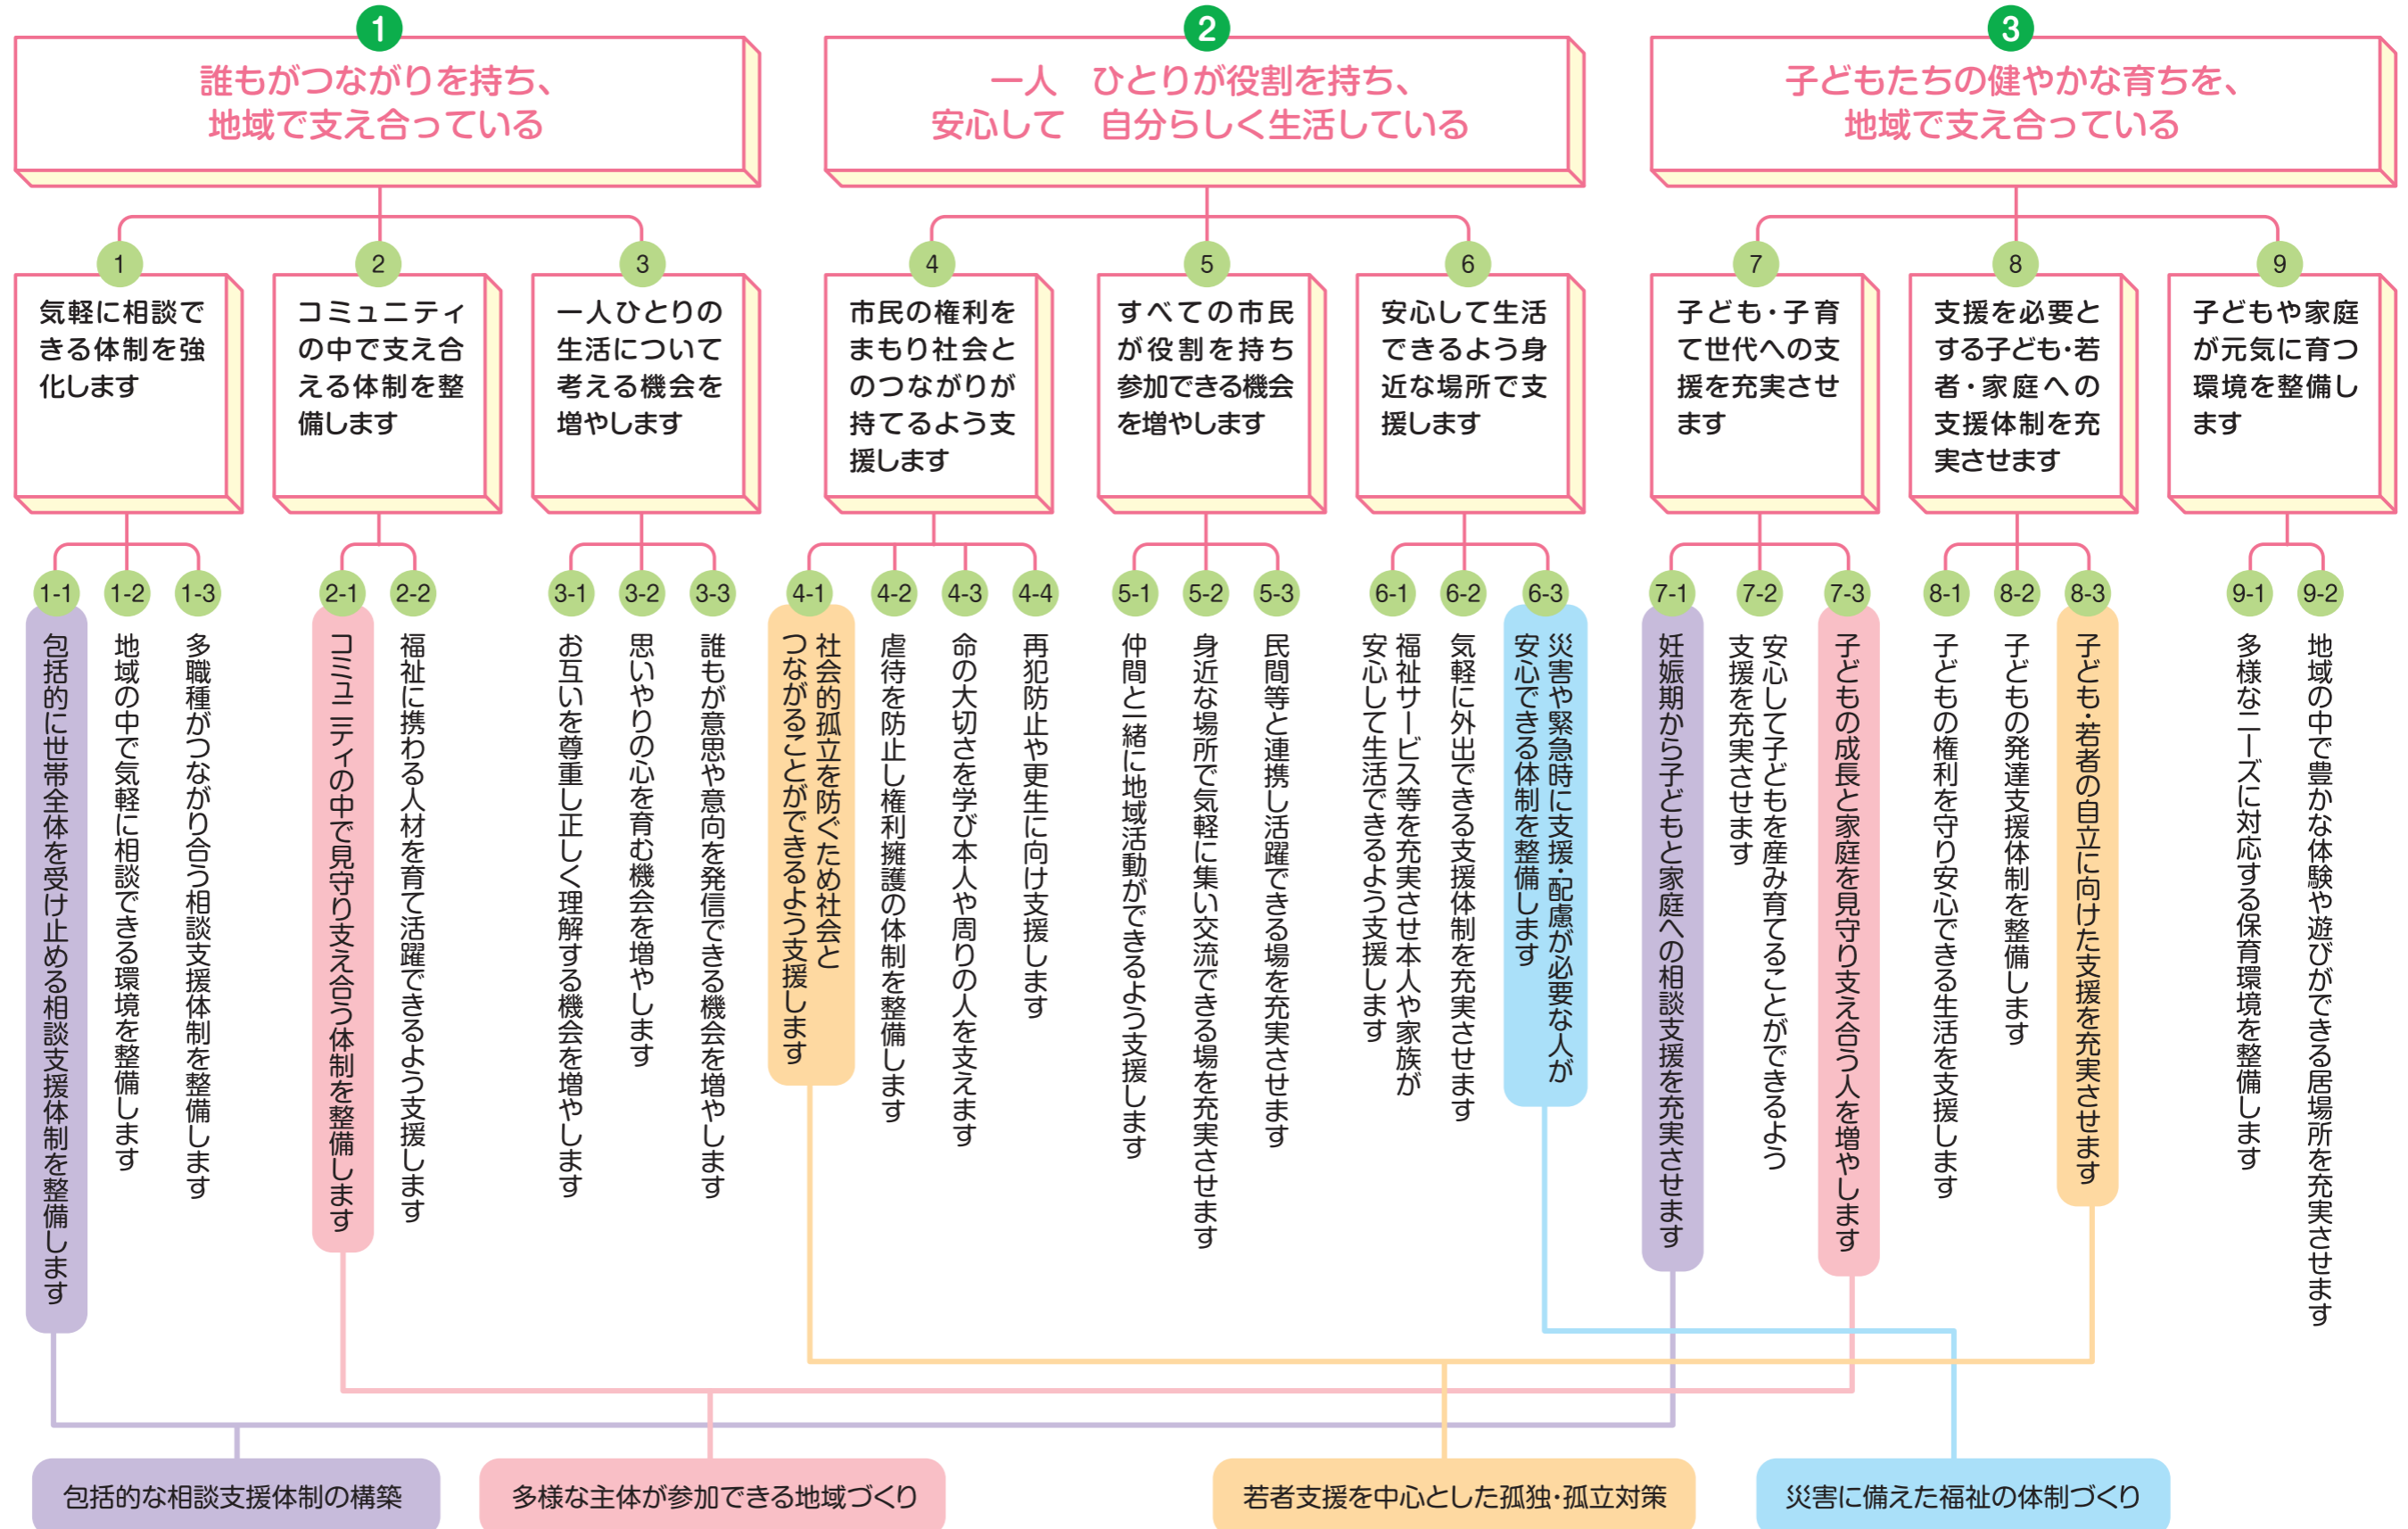 1
誰もがつながりを持ち、
地域で支え合っている
2
一人　ひとりが役割を持ち、
安心して　自分らしく生活している
3
子どもたちの健やかな育ちを、
地域で支え合っている
1
気軽に相談で
きる体制を強
化します
2
コミュニティ
の中で支え合
える体制を整
備します
3
一人ひとりの
生活について
考える機会を
増やします
4
市民の権利を
まもり社会と
のつながりが
持てるよう支
援します
5
すべての市民
が役割を持ち
参加できる機会
を増やします
6
安心して生活
できるよう身
近な場所で支
援します
7
子ども・子育
て世代への支
援を充実させ
ます
8
支援を必要と
する子ども・若
者・家庭への
支援体制を充
実させます
9
子どもや家庭
が元気に育つ
環境を整備し
ます
1-1
包括的に世帯全体を受け止める相談支援体制を整備します
1-2
地域の中で気軽に相談できる環境を整備します
1-3
多職種がつながり合う相談支援体制を整備します
2-1
コミュニティの中で見守り支え合う体制を整備します
2-2
福祉に携わる人材を育て活躍できるよう支援します
3-1
お互いを尊重し正しく理解する機会を増やします
3-2
思いやりの心を育む機会を増やします
3-3
誰もが意思や意向を発信できる機会を増やします
4-1
社会的孤立を防ぐため社会と
つながることができるよう支援します
4-2
虐待を防止し権利擁護の体制を整備します
4-3
命の大切さを学び本人や周りの人を支えます
4-4
再犯防止や更生に向け支援します
5-1
仲間と一緒に地域活動ができるよう支援します
5-2
身近な場所で気軽に集い交流できる場を充実させます
5-3
民間等と連携し活躍できる場を充実させます
6-1
福祉サービス等を充実させ本人や家族が
安心して生活できるよう支援します
6-2
気軽に外出できる支援体制を充実させます
6-3
災害や緊急時に支援・配慮が必要な人が
安心できる体制を整備します
7-1
妊娠期から子どもと家庭への相談支援を充実させます
7-2
安心して子どもを産み育てることができるよう
支援を充実させます
7-3
子どもの成長と家庭を見守り支え合う人を増やします
8-1
子どもの権利を守り安心できる生活を支援します
8-2
子どもの発達支援体制を整備します
8-3
子ども・若者の自立に向けた支援を充実させます
9-1
多様なニーズに対応する保育環境を整備します
9-2
地域の中で豊かな体験や遊びができる居場所を充実させます
包括的な相談支援体制の構築
多様な主体が参加できる地域づくり
若者支援を中心とした孤独・孤立対策
災害に備えた福祉の体制づくり